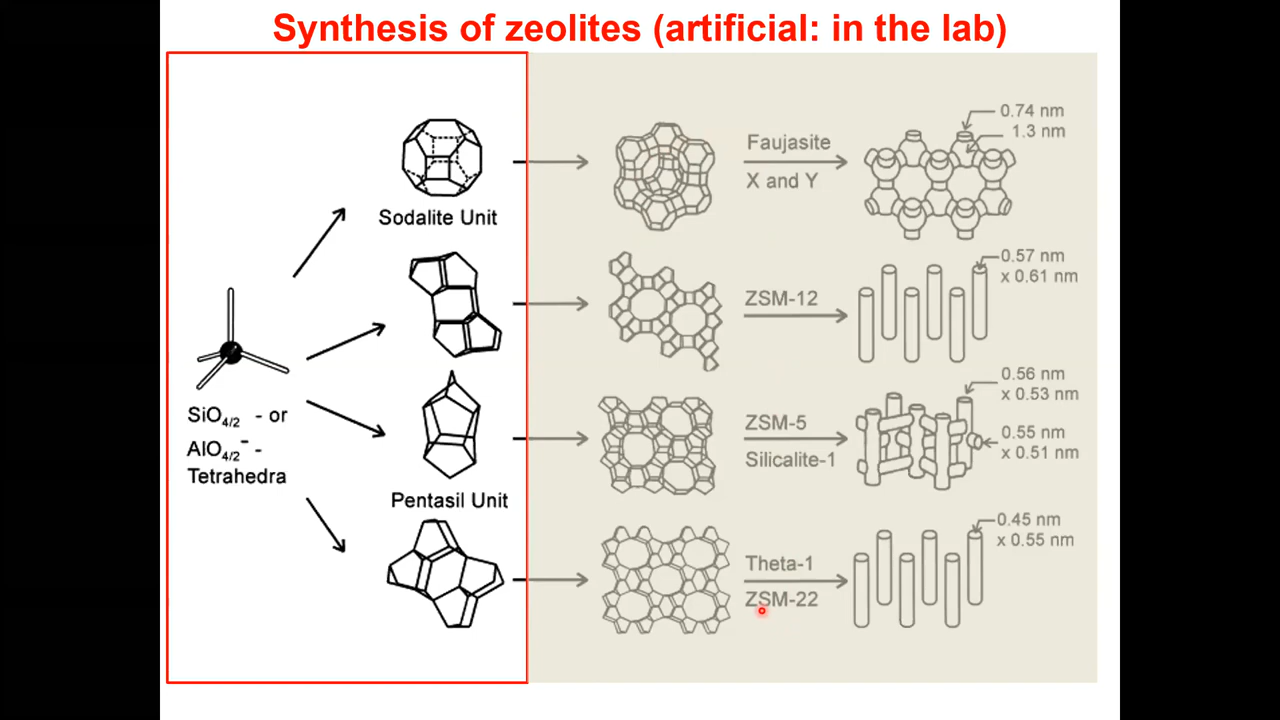 Synthesis of zeolites (artificial: in the lab)
SiO4/2 - or
AlO4/2⁻ -
Tetrahedra
Sodalite Unit
Pentasil Unit
Faujasite
X and Y
0.74 nm
1.3 nm
ZSM-12
0.57 nm
x 0.61 nm
ZSM-5
Silicalite-1
0.56 nm
x 0.53 nm
0.55 nm
x 0.51 nm
Theta-1
ZSM-22
0.45 nm
x 0.55 nm